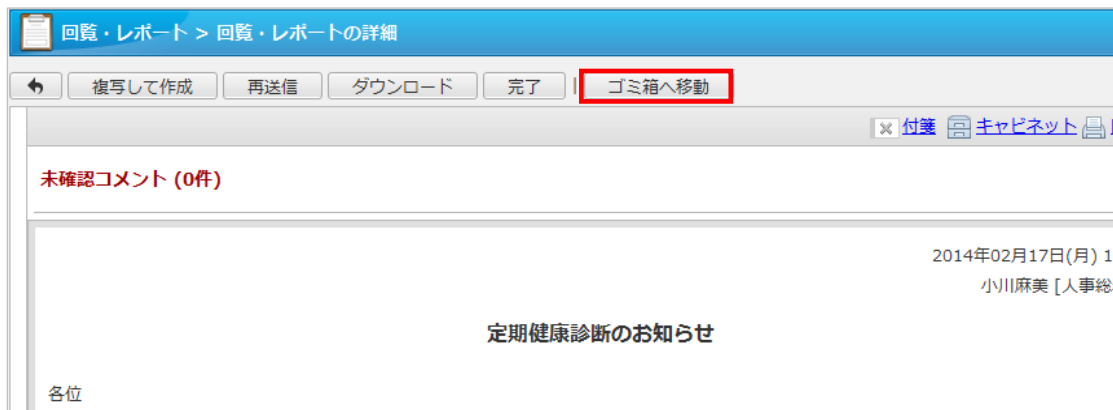 回覧・レポート > 回覧・レポートの詳細
複写して作成 再送信 ダウンロード 完了 | ゴミ箱へ移動
付箋 キャビネット
未確認コメント (0件)
2014年02月17日(月) 1
小川麻美 [人事総
定期健康診断のお知らせ
各位